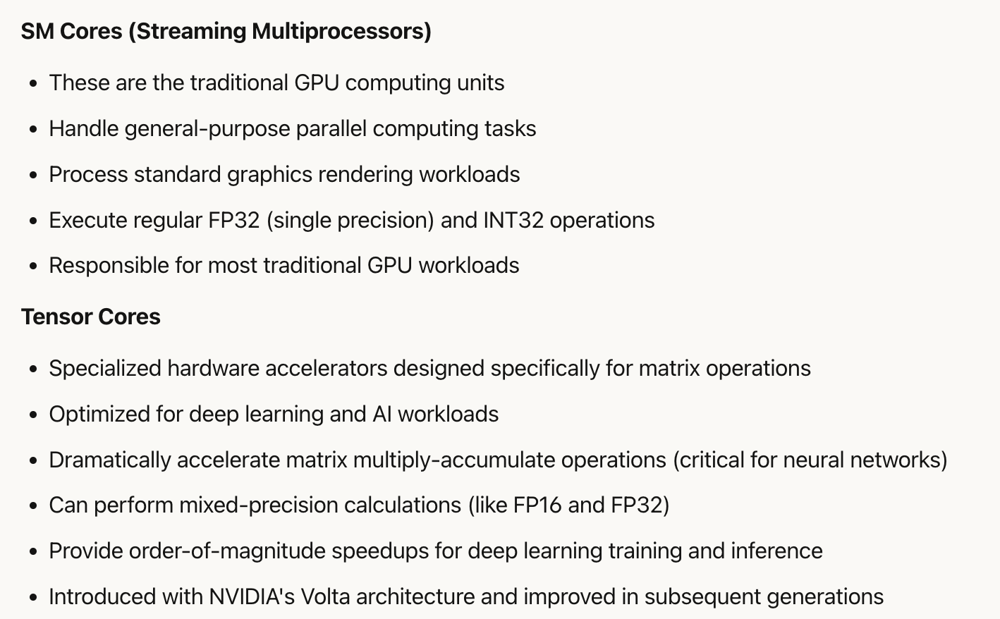 SM Cores (Streaming Multiprocessors)
• These are the traditional GPU computing units
• Handle general-purpose parallel computing tasks
• Process standard graphics rendering workloads
• Execute regular FP32 (single precision) and INT32 operations
• Responsible for most traditional GPU workloads
Tensor Cores
• Specialized hardware accelerators designed specifically for matrix operations
• Optimized for deep learning and AI workloads
• Dramatically accelerate matrix multiply-accumulate operations (critical for neural networks)
• Can perform mixed-precision calculations (like FP16 and FP32)
• Provide order-of-magnitude speedups for deep learning training and inference
• Introduced with NVIDIA's Volta architecture and improved in subsequent generations